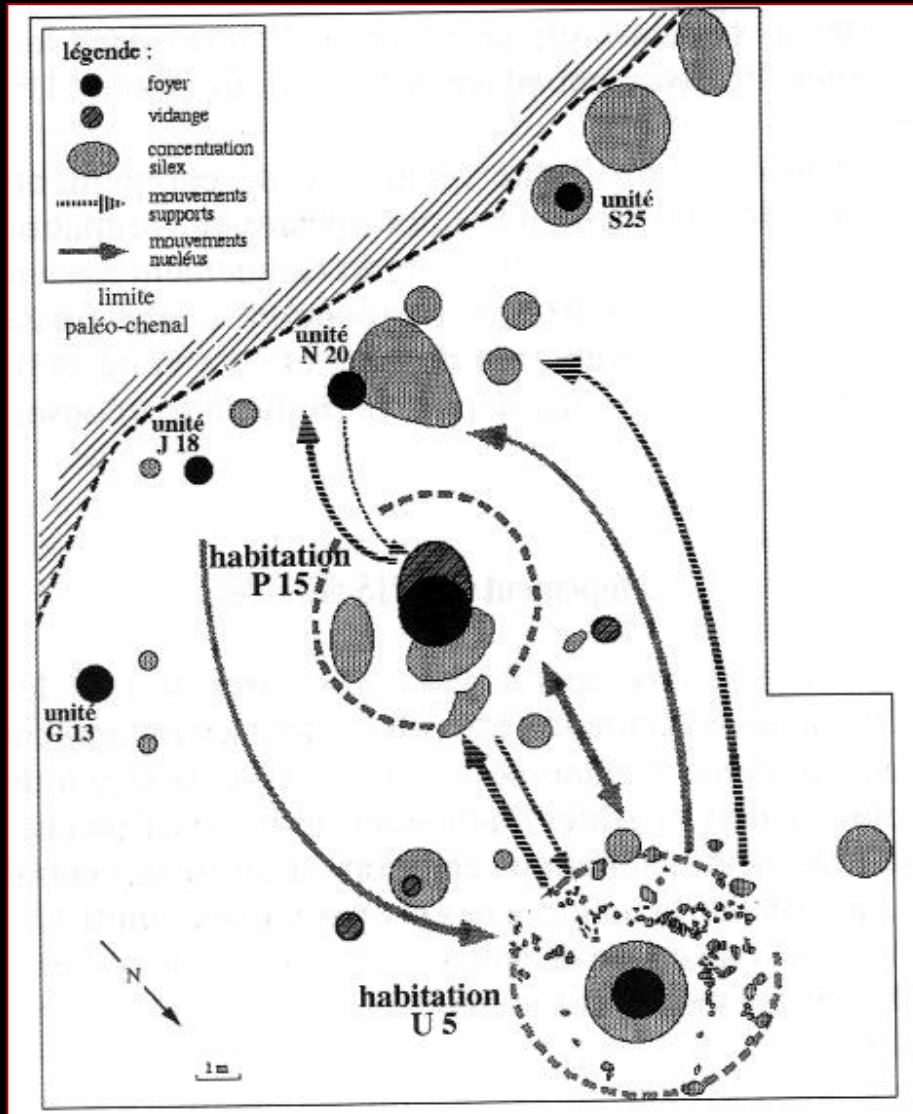 légende :
foyer
vidange
concentration
silex
mouvements
supports
mouvements
nucléus
limite
paléo-chenal
unité
S25
unité
N 20
unité
J 18
habitation
P 15
unité
G 13
habitation
U 5
N
1 m